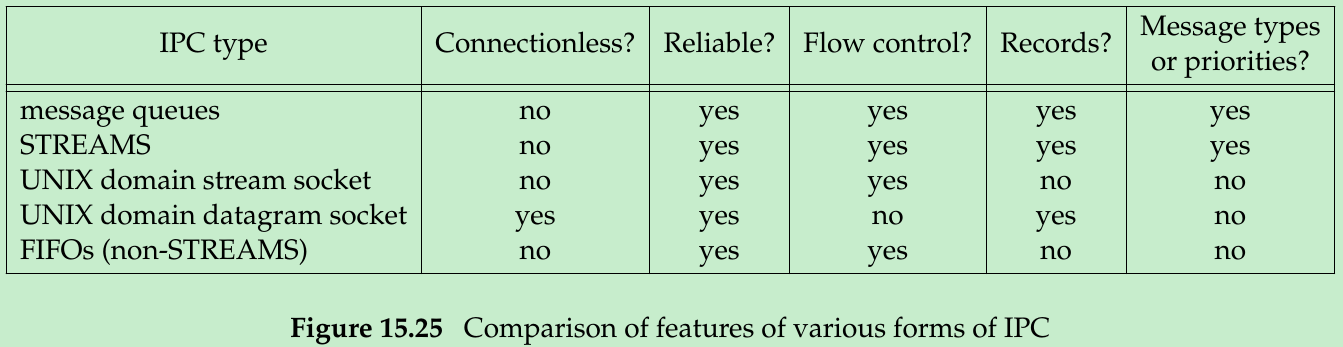 IPC type Connectionless? Reliable? Flow control? Records? Message types or priorities?
message queues no yes yes yes yes
STREAMS no yes yes yes yes
UNIX domain stream socket no yes yes no no
UNIX domain datagram socket yes yes no yes no
FIFOs (non-STREAMS) no yes yes no no
Figure 15.25 Comparison of features of various forms of IPC